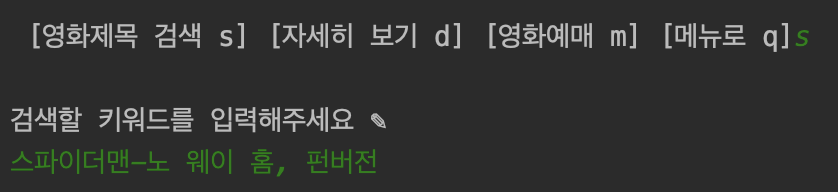 [영화제목 검색 s] [자세히 보기 d] [영화예매 m] [메뉴로 q]s
검색할 키워드를 입력해주세요 ✎
스파이더맨-노 웨이 홈, 펀버전